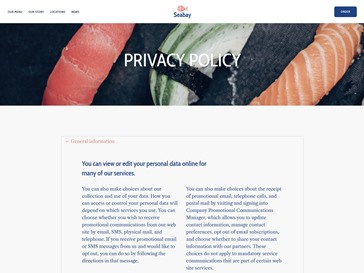 OUR MENU OUR STORY LOCATIONS NEWS
Seabay
ORDER
PRIVACY POLICY
General information
You can view or edit your personal data online for
many of our services.
You can also make choices about our
collection and use of your data. How you
can access or control your personal data will
depend on which services you use. You can
choose whether you wish to receive
promotional communications from our web
site by email, SMS, physical mail, and
telephone. If you receive promotional email
or SMS messages from us and would like to
opt out, you can do so by following the
directions in that message.
You can also make choices about the receipt
of promotional email, telephone calls, and
postal mail by visiting and signing into
Company Promotional Communications
Manager, which allows you to update
contact information, manage contact
preferences, opt out of email subscriptions,
and choose whether to share your contact
information with our partners. These
choices do not apply to mandatory service
communications that are part of certain web
site services.